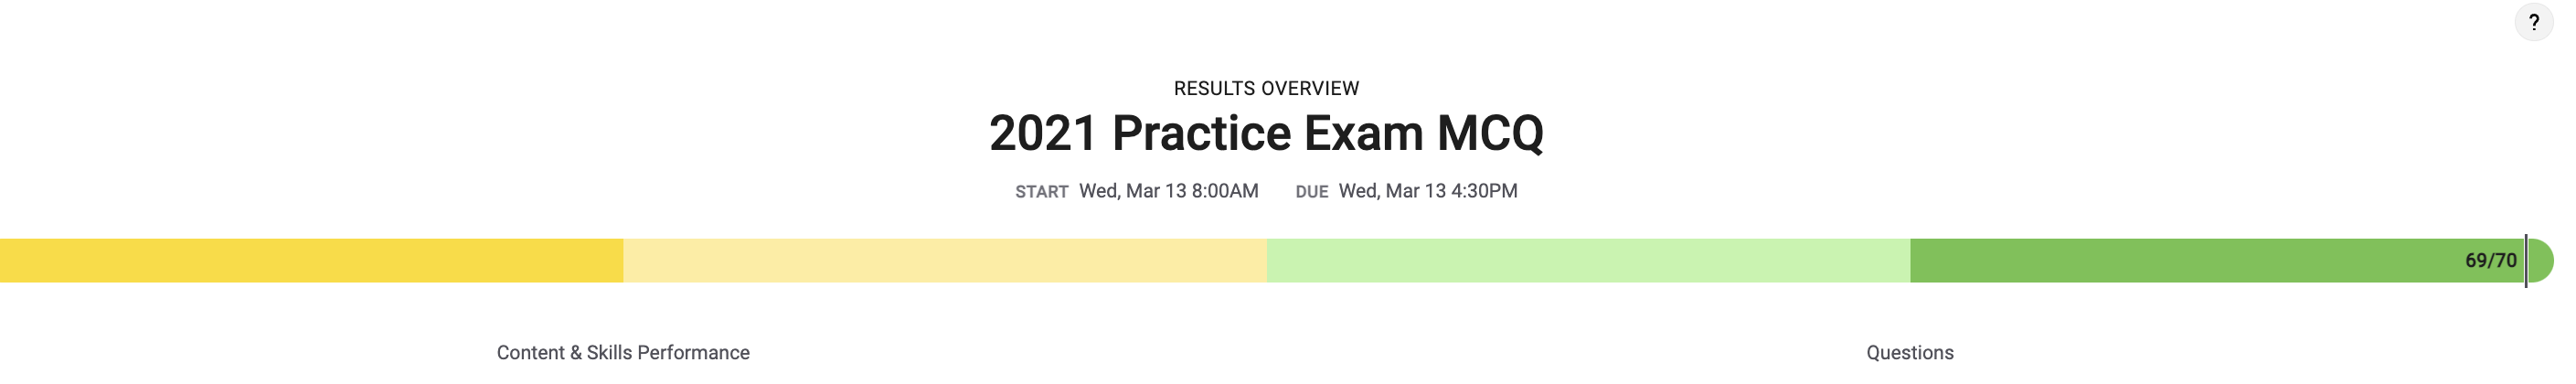 ?
RESULTS OVERVIEW
2021 Practice Exam MCQ
START Wed, Mar 13 8:00AM DUE Wed, Mar 13 4:30PM
69/70
Content & Skills Performance
Questions